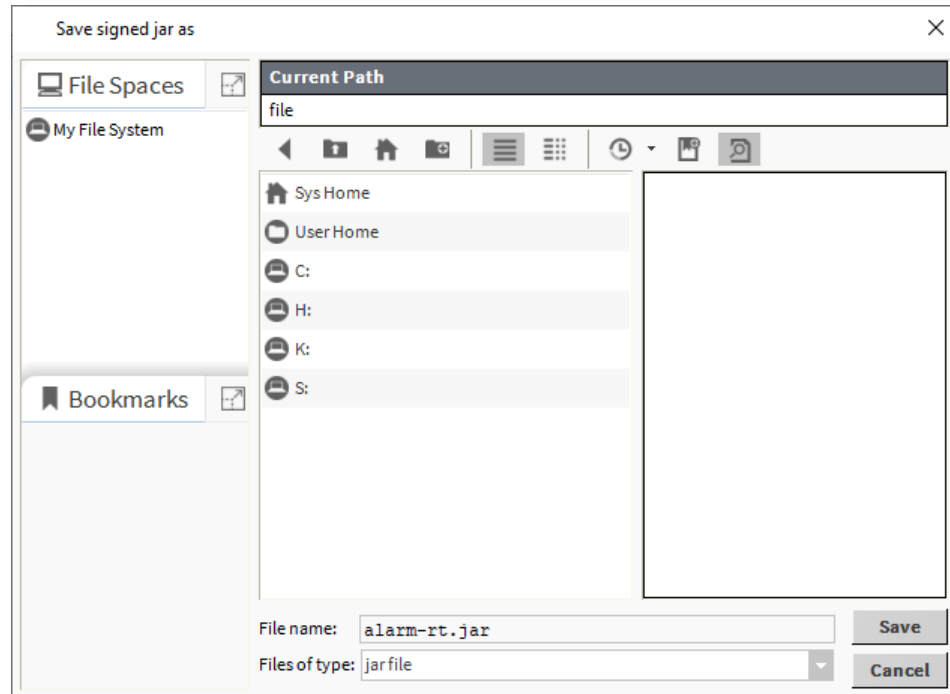 Save signed jar as
File Spaces
My File System
Bookmarks
Current Path
file
Sys Home
User Home
C:
H:
K:
S:
File name: alarm-rt.jar
Save
Files of type: jar file
Cancel